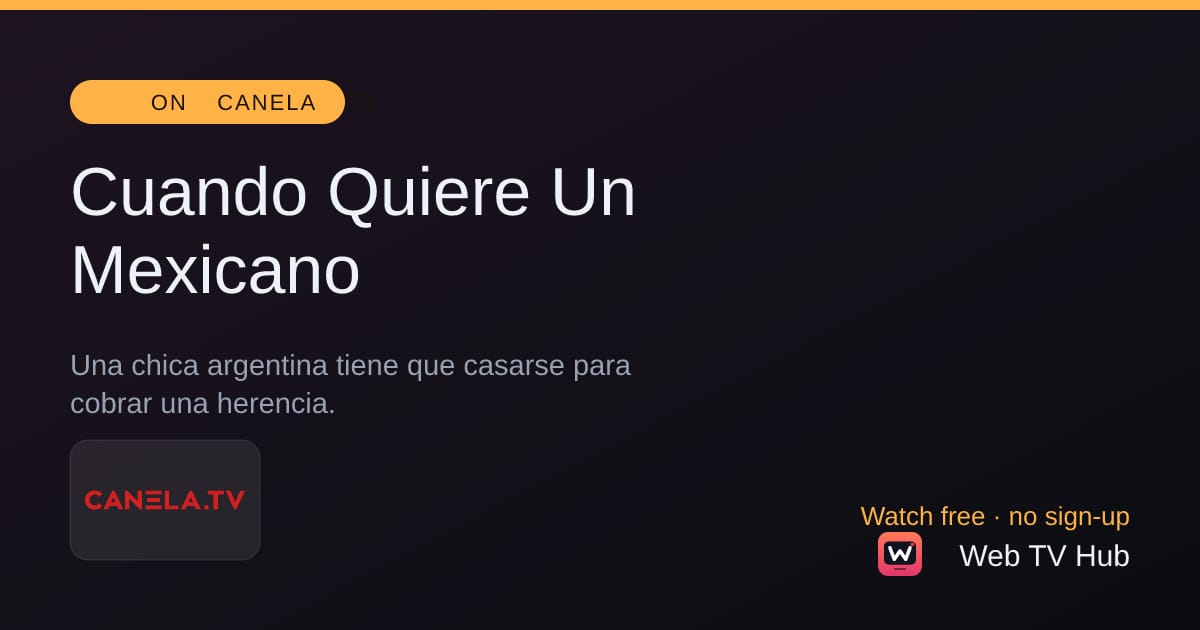 ON CANELA
Cuando Quiere Un
Mexicano
Una chica argentina tiene que casarse para
cobrar una herencia.
CANELA.TV
Watch free · no sign-up
W
Web TV Hub